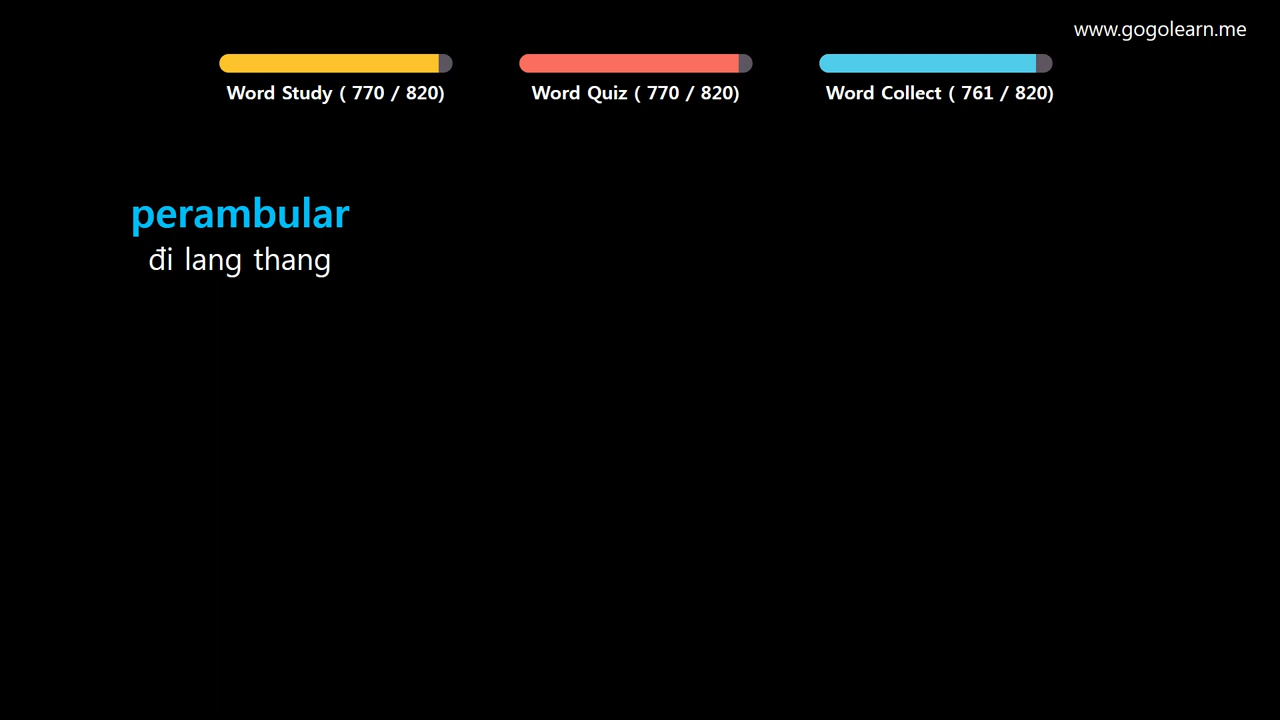 www.gogolearn.me
Word Study ( 770 / 820)
Word Quiz ( 770 / 820)
Word Collect ( 761 / 820)
perambular
đi lang thang